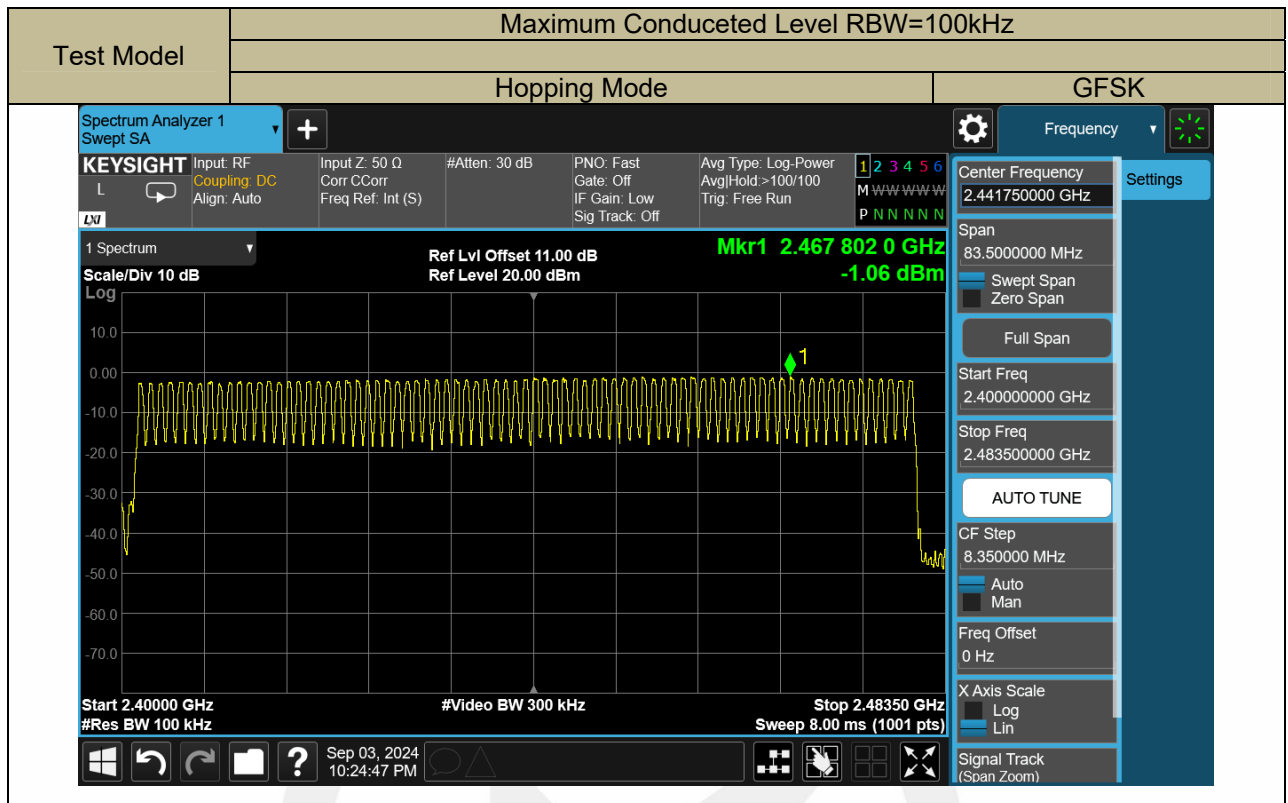 Test Model
Maximum Conduceted Level RBW=100kHz
Hopping Mode
GFSK
Spectrum Analyzer 1
Swept SA
+
Frequency
KEYSIGHT
L
LXI
Input: RF
Coupling: DC
Align: Auto
Input Z: 50 Ω
Corr CCorr
Freq Ref: Int (S)
#Atten: 30 dB
PNO: Fast
Gate: Off
IF Gain: Low
Sig Track: Off
Avg Type: Log-Power
Avg|Hold:>100/100
Trig: Free Run
1 2 3 4 5 6
M W W W W W
P N N N N N
1 Spectrum
Scale/Div 10 dB
Log
Ref Lvl Offset 11.00 dB
Ref Level 20.00 dBm
Mkr1 2.467 802 0 GHz
-1.06 dBm
1
10.0
0.00
-10.0
-20.0
-30.0
-40.0
-50.0
-60.0
-70.0
Start 2.40000 GHz
#Res BW 100 kHz
#Video BW 300 kHz
Stop 2.48350 GHz
Sweep 8.00 ms (1001 pts)
Center Frequency
2.441750000 GHz
Settings
Span
83.5000000 MHz
Swept Span
Zero Span
Full Span
Start Freq
2.400000000 GHz
Stop Freq
2.483500000 GHz
AUTO TUNE
CF Step
8.350000 MHz
Auto
Man
Freq Offset
0 Hz
X Axis Scale
Log
Lin
Signal Track
(Span Zoom)
?
Sep 03, 2024
10:24:47 PM